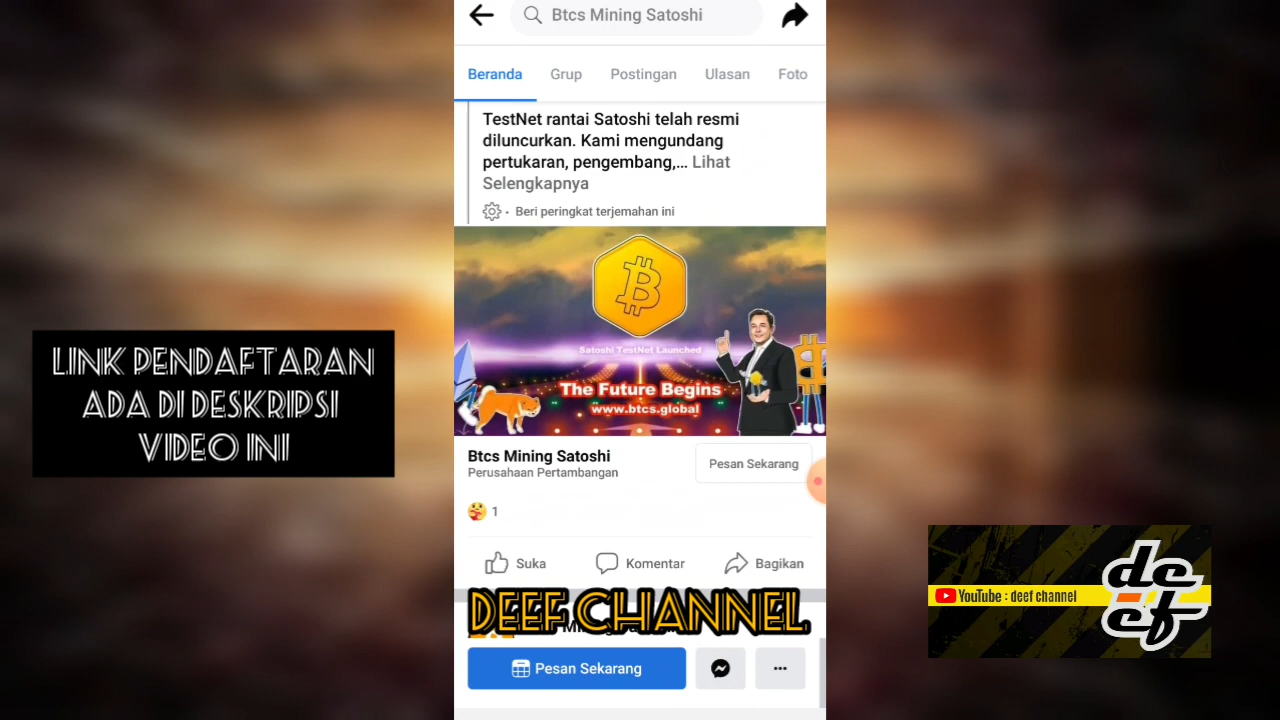 Btcs Mining Satoshi
Beranda
Grup
Postingan
Ulasan
Foto
TestNet rantai Satoshi telah resmi
diluncurkan. Kami mengundang
pertukaran, pengembang,... Lihat
Selengkapnya
Beri peringkat terjemahan ini
Satoshi TestNet Launched
The Future Begins
www.btcs.global
LINK PENDAFTARAN
ADA DI DESKRIPSI
VIDEO INI
Btcs Mining Satoshi
Perusahaan Pertambangan
Pesan Sekarang
1
Suka
Komentar
Bagikan
DEEF CHANNEL
YouTube : deef channel
deef
Pesan Sekarang